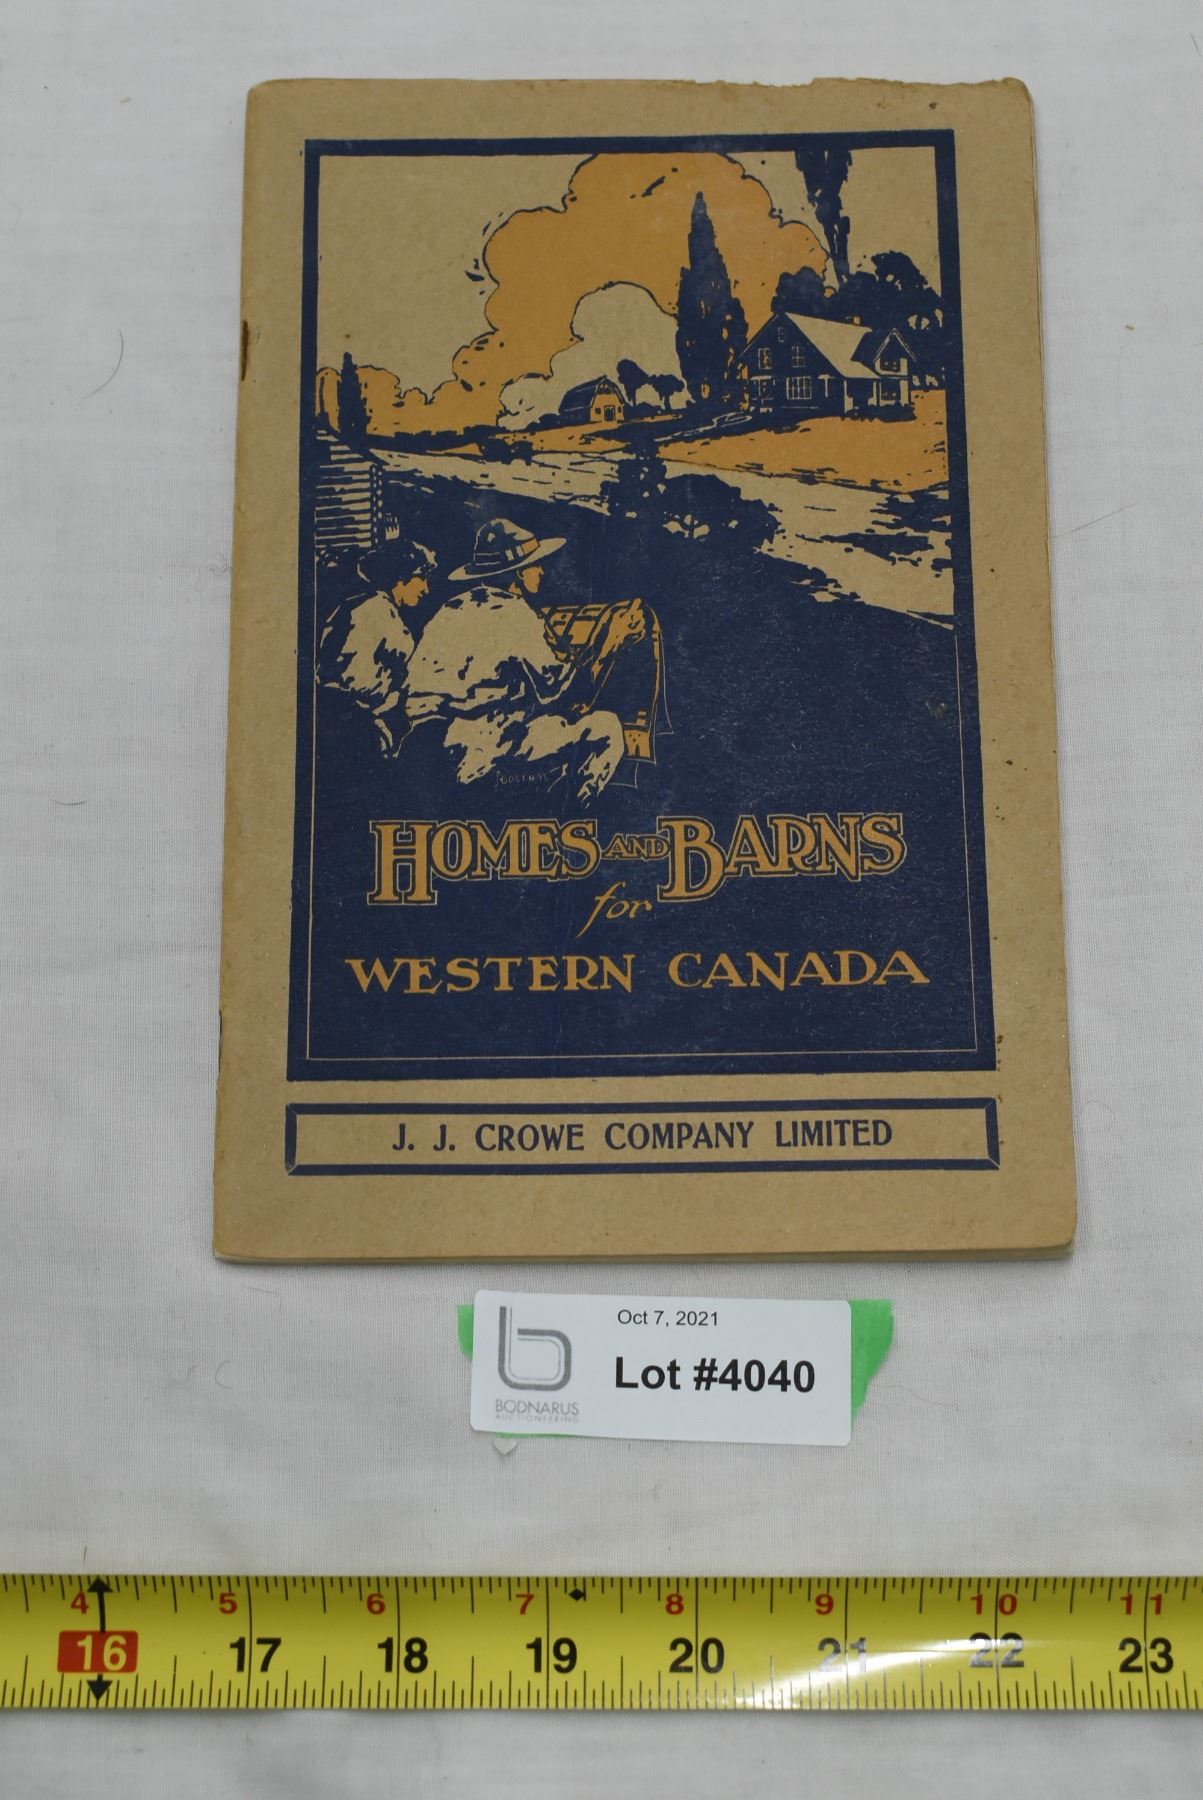 HOMES AND BARNS
for
WESTERN CANADA
J. J. CROWE COMPANY LIMITED
Oct 7, 2021
Lot #4040
BODNARUS
AUCTIONEERING
4 5 6 7 8 9 10 11
16 17 18 19 20 21 22 23